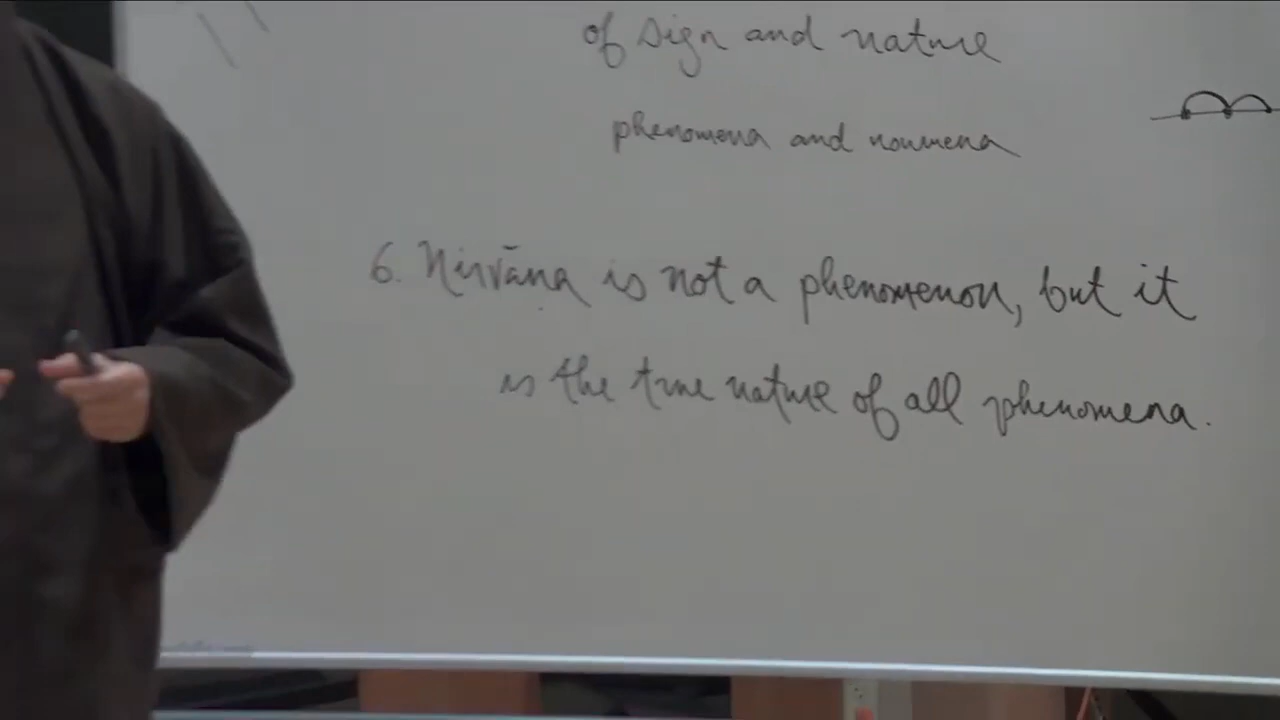 of sign and nature
phenomena and noumena
6. Nirvāna is not a phenomenon, but it
is the true nature of all phenomena.